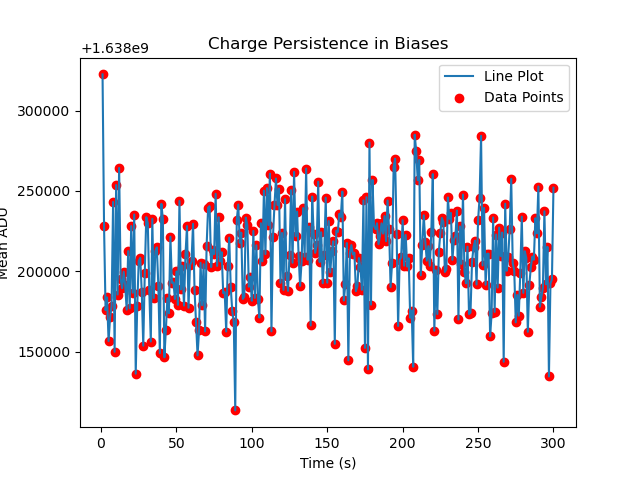 Charge Persistence in Biases
+1.638e9
Line Plot
Data Points
300000
250000
200000
150000
Mean ADU
0
50
100
150
200
250
300
Time (s)